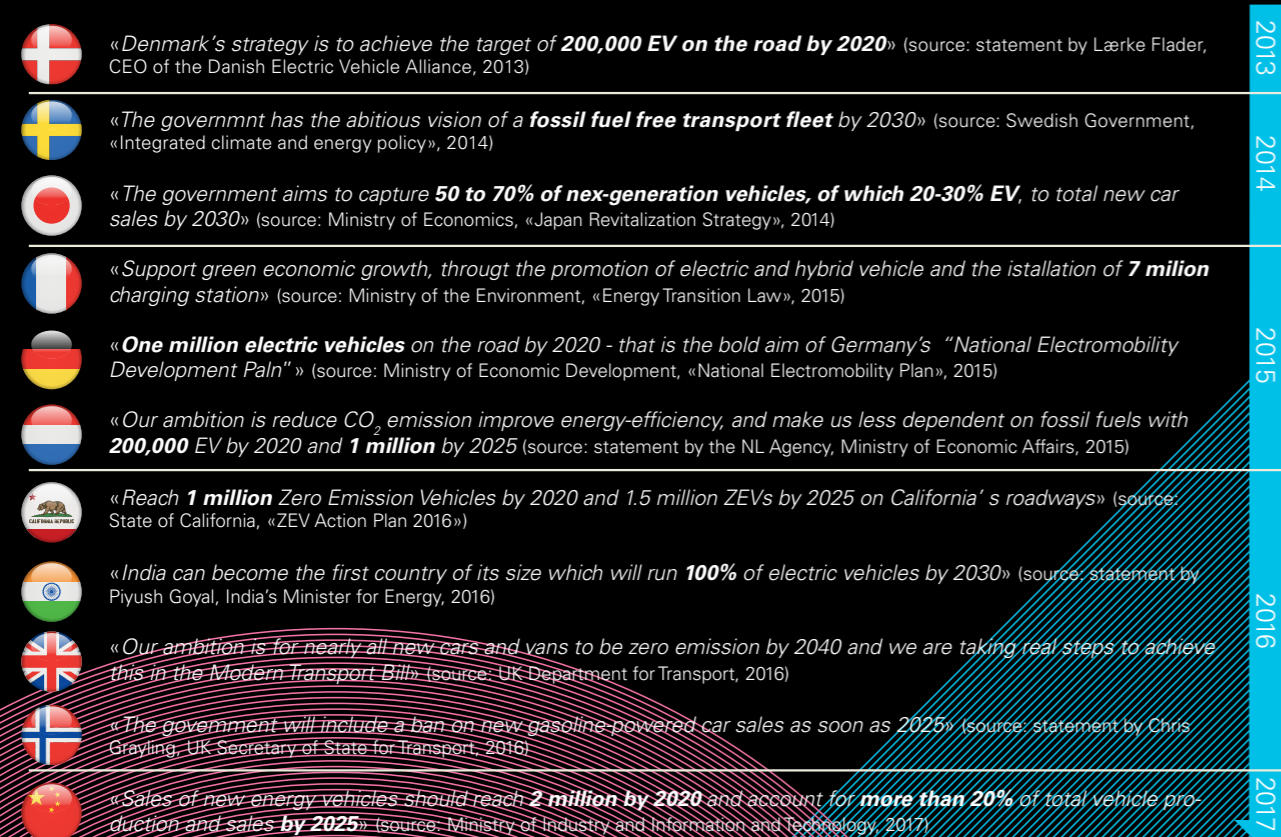 «Denmark's strategy is to achieve the target of 200,000 EV on the road by 2020» (source: statement by Lærke Flader,
CEO of the Danish Electric Vehicle Alliance, 2013)
2013
«The governmnt has the abitious vision of a fossil fuel free transport fleet by 2030» (source: Swedish Government,
«Integrated climate and energy policy», 2014)
«The government aims to capture 50 to 70% of nex-generation vehicles, of which 20-30% EV, to total new car
sales by 2030» (source: Ministry of Economics, «Japan Revitalization Strategy», 2014)
2014
«Support green economic growth, througt the promotion of electric and hybrid vehicle and the istallation of 7 milion
charging station» (source: Ministry of the Environment, «Energy Transition Law», 2015)
«One million electric vehicles on the road by 2020 - that is the bold aim of Germany's "National Electromobility
Development Paln" » (source: Ministry of Economic Development, «National Electromobility Plan», 2015)
«Our ambition is reduce CO2 emission improve energy-efficiency, and make us less dependent on fossil fuels with
200,000 EV by 2020 and 1 million by 2025 (source: statement by the NL Agency, Ministry of Economic Affairs, 2015)
2015
CALIFORNIA REPUBLIC
«Reach 1 million Zero Emission Vehicles by 2020 and 1.5 million ZEVs by 2025 on California' s roadways» (source:
State of California, «ZEV Action Plan 2016»)
«India can become the first country of its size which will run 100% of electric vehicles by 2030» (source: statement by
Piyush Goyal, India's Minister for Energy, 2016)
«Our ambition is for nearly all new cars and vans to be zero emission by 2040 and we are taking real steps to achieve
this in the Modern Transport Bill» (source: UK Department for Transport, 2016)
«The government will include a ban on new gasoline-powered car sales as soon as 2025» (source: statement by Chris
Grayling, UK Secretary of State for Transport, 2016)
2016
«Sales of new energy vehicles should reach 2 million by 2020 and account for more than 20% of total vehicle pro-
duction and sales by 2025» (source: Ministry of Industry and Information and Technology, 2017)
2017